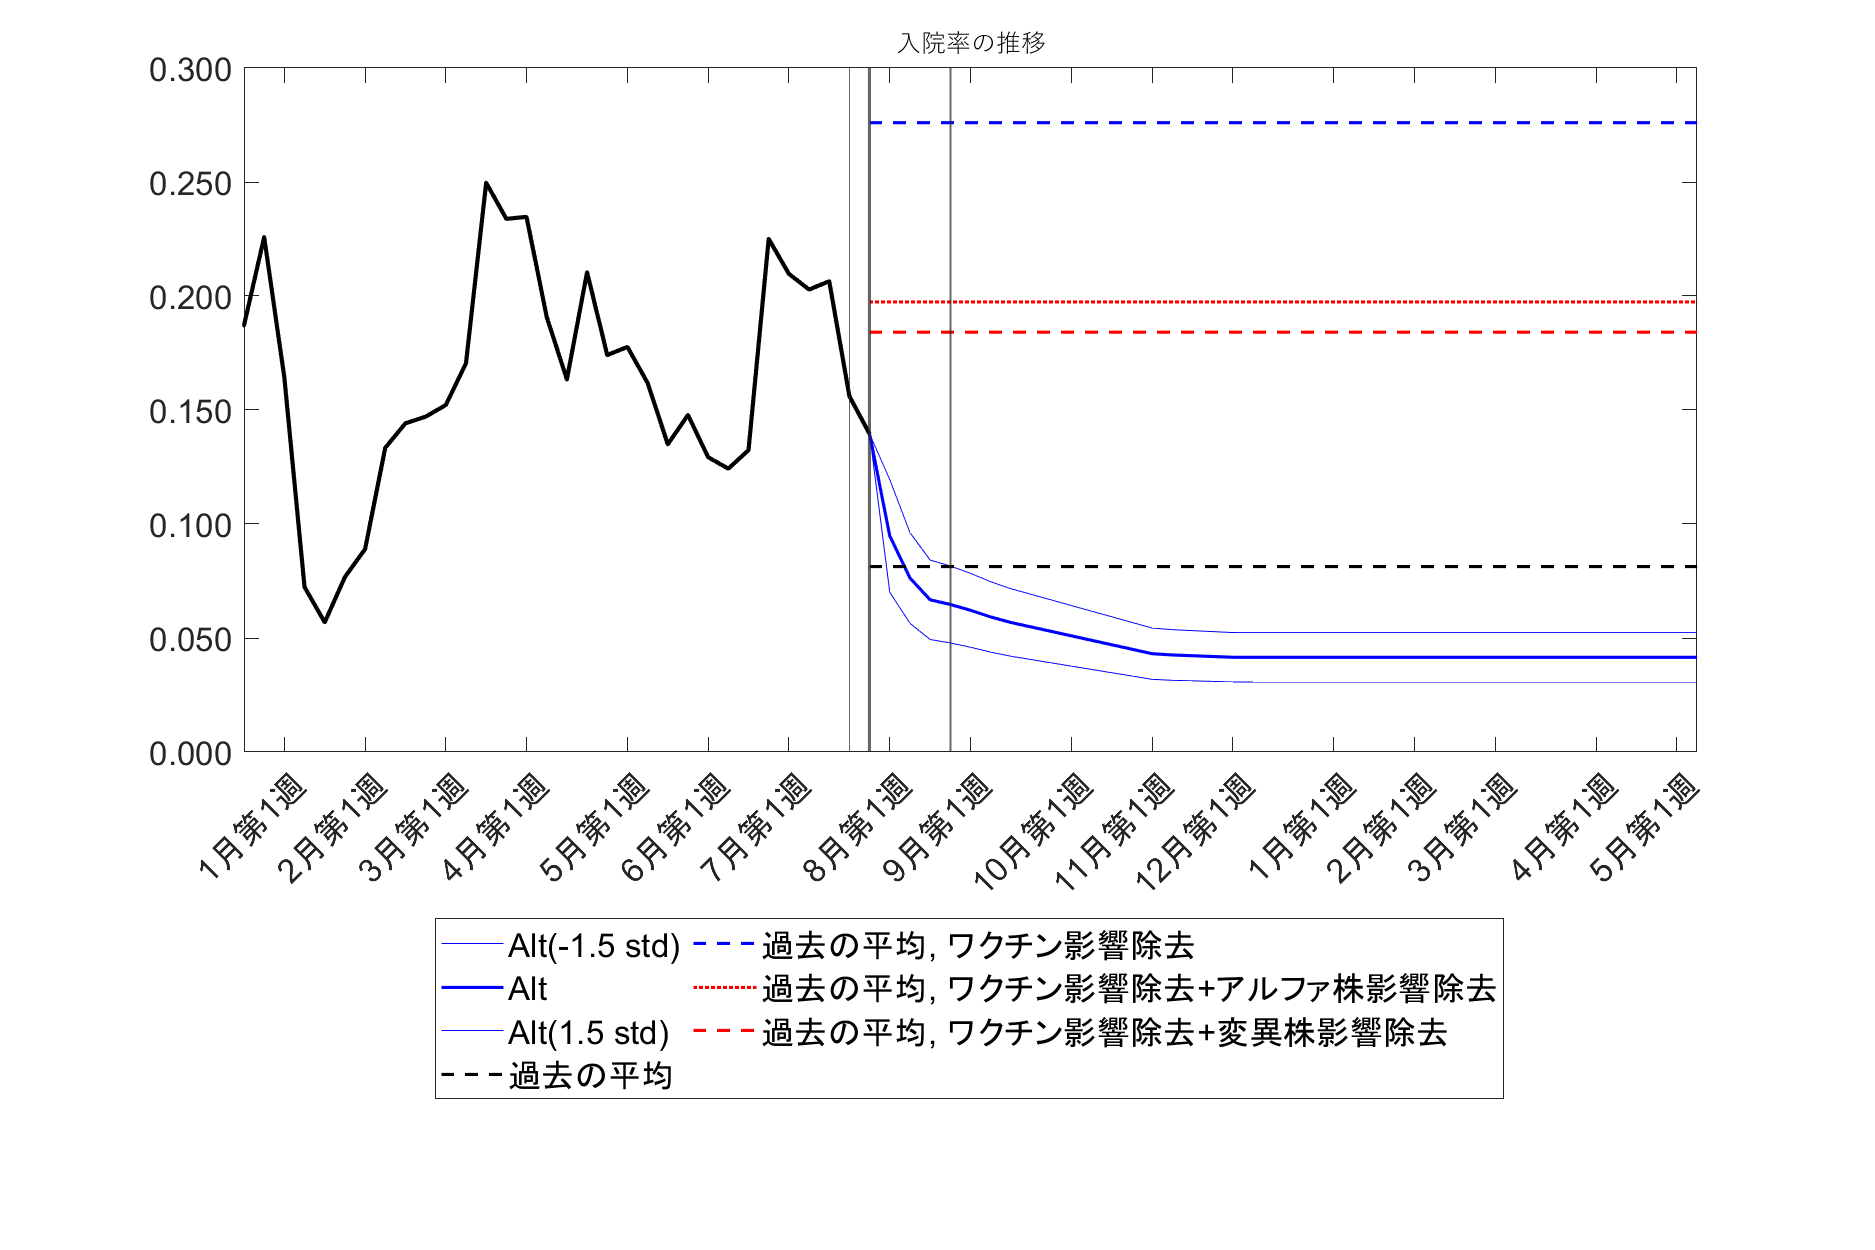 入院率の推移
0.300
0.250
0.200
0.150
0.100
0.050
0.000
1月第1週
2月第1週
3月第1週
4月第1週
5月第1週
6月第1週
7月第1週
8月第1週
9月第1週
10月第1週
11月第1週
12月第1週
1月第1週
2月第1週
3月第1週
4月第1週
5月第1週
Alt(-1.5 std)
Alt
Alt(1.5 std)
過去の平均
過去の平均, ワクチン影響除去
過去の平均, ワクチン影響除去+アルファ株影響除去
過去の平均, ワクチン影響除去+変異株影響除去